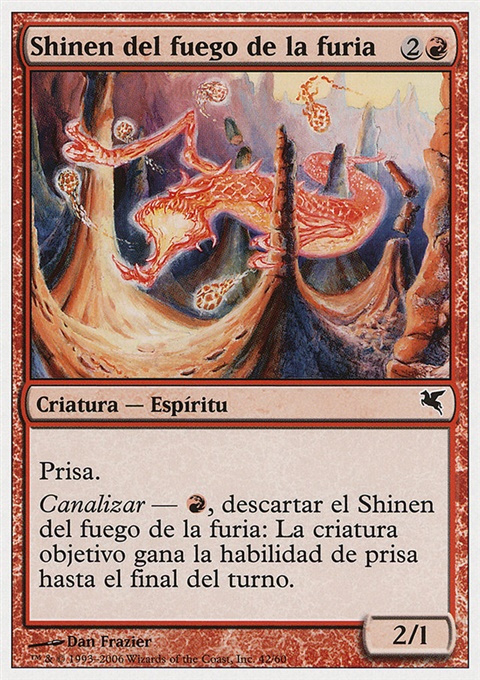 Shinen del fuego de la furia 2
Criatura — Espíritu
Prisa.
Canalizar — , descartar el Shinen
del fuego de la furia: La criatura
objetivo gana la habilidad de prisa
hasta el final del turno.
2/1
Dan Frazier
™ & © 1993-2006 Wizards of the Coast, Inc. 42/60